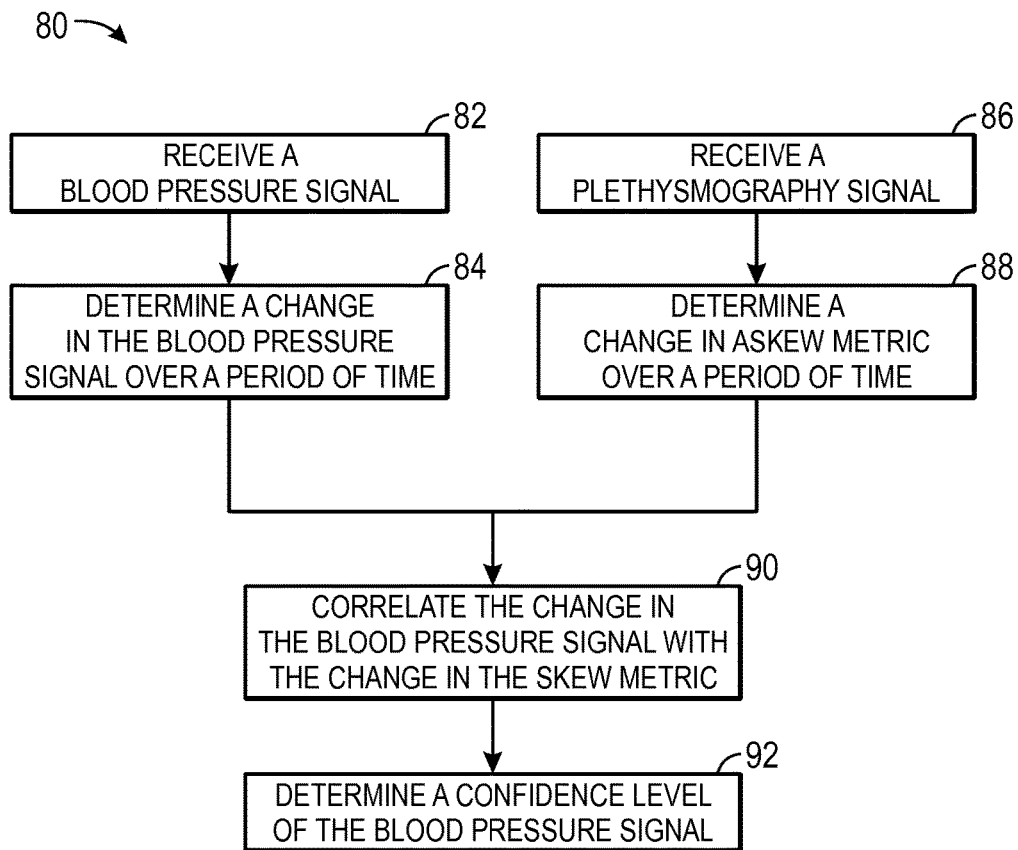 80
82
RECEIVE A
BLOOD PRESSURE SIGNAL
86
RECEIVE A
PLETHYSMOGRAPHY SIGNAL
84
DETERMINE A CHANGE
IN THE BLOOD PRESSURE
SIGNAL OVER A PERIOD OF TIME
88
DETERMINE A
CHANGE IN ASKEW METRIC
OVER A PERIOD OF TIME
90
CORRELATE THE CHANGE IN
THE BLOOD PRESSURE SIGNAL WITH
THE CHANGE IN THE SKEW METRIC
92
DETERMINE A CONFIDENCE LEVEL
OF THE BLOOD PRESSURE SIGNAL